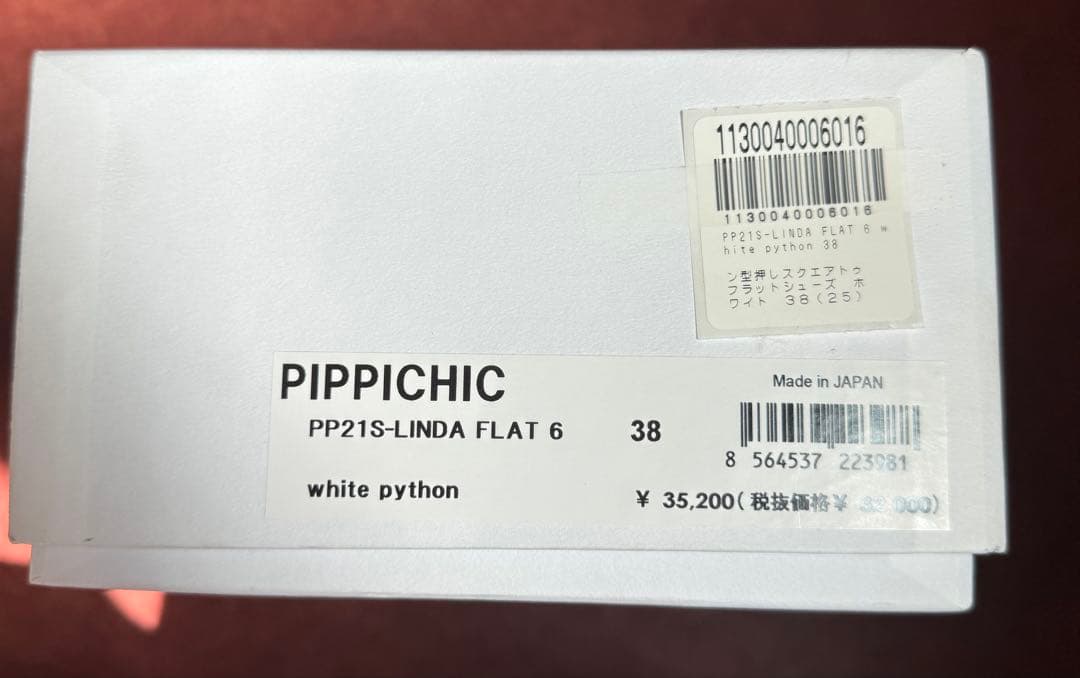 1130040006016
1130040006016
PP21S-LINDA FLAT 6 w
hite python 38
ン型押しスクエアトゥ
フラットシューズ ホ
ワイト 38(25)
PIPPICHIC
Made in JAPAN
PP21S-LINDA FLAT 6 38
8 564537 223981
white python
¥ 35,200(税抜価格¥ 32,000)